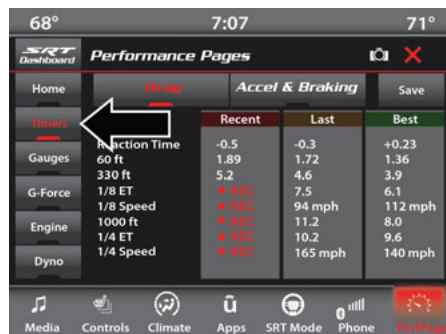 68° 7:07 71°
SRT Dashboard Performance Pages
Home Drag Accel & Braking Save
Timers Recent Last Best
Reaction Time -0.5 -0.3 +0.23
60 ft 1.89 1.72 1.36
Gauges 330 ft 5.2 4.6 3.9
1/8 ET REC 7.5 6.1
G-Force 1/8 Speed REC 94 mph 112 mph
1000 ft REC 11.2 8.0
Engine 1/4 ET REC 10.2 9.6
1/4 Speed REC 165 mph 140 mph
Dyno
Media Controls Climate Apps SRT Mode Phone PerfPage